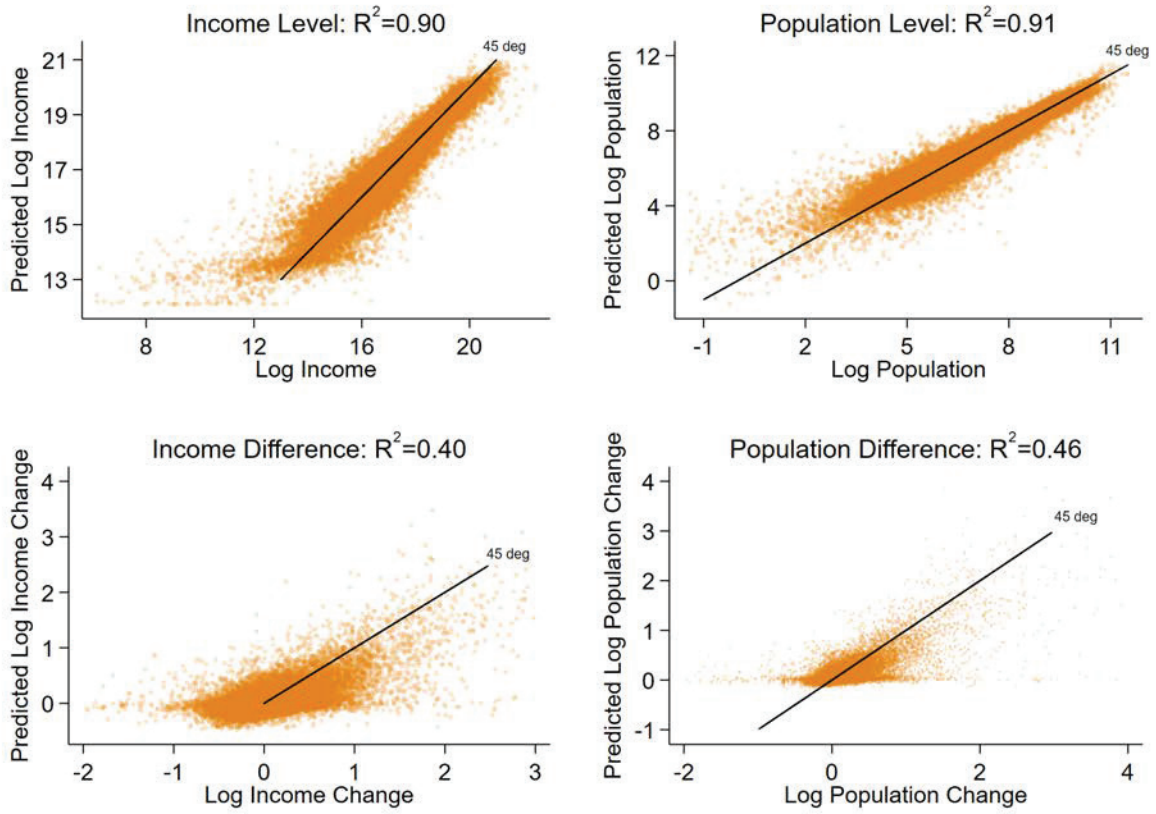 Income Level: R²=0.90
45 deg
Predicted Log Income
21
19
17
15
13
8 12 16 20
Log Income
Population Level: R²=0.91
45 deg
Predicted Log Population
12
8
4
0
-1 2 5 8 11
Log Population
Income Difference: R²=0.40
45 deg
Predicted Log Income Change
4
3
2
1
0
-2 -1 0 1 2 3
Log Income Change
Population Difference: R²=0.46
45 deg
Predicted Log Population Change
4
3
2
1
0
-1
-2 0 2 4
Log Population Change